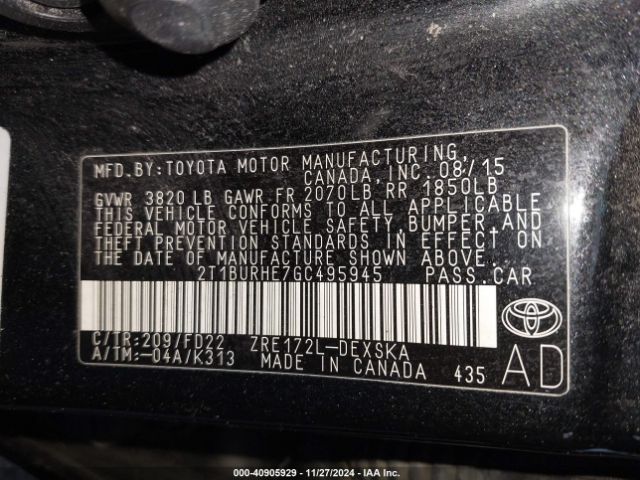 MFD. BY: TOYOTA MOTOR MANUFACTURING,
CANADA, INC. 08/15
GVWR 3820 LB GAWR FR 2070LB RR 1850LB
THIS VEHICLE CONFORMS TO ALL APPLICABLE
FEDERAL MOTOR VEHICLE SAFETY, BUMPER, AND
THEFT PREVENTION STANDARDS IN EFFECT ON
THE DATE OF MANUFACTURE SHOWN ABOVE.
2T1BURHE7GC495945 PASS. CAR
C/TR: 209/FD22 ZRE172L-DEXSKA
A/TM: -04A/K313 MADE IN CANADA 435
AD
000-40905929 - 11/27/2024 - IAA Inc.